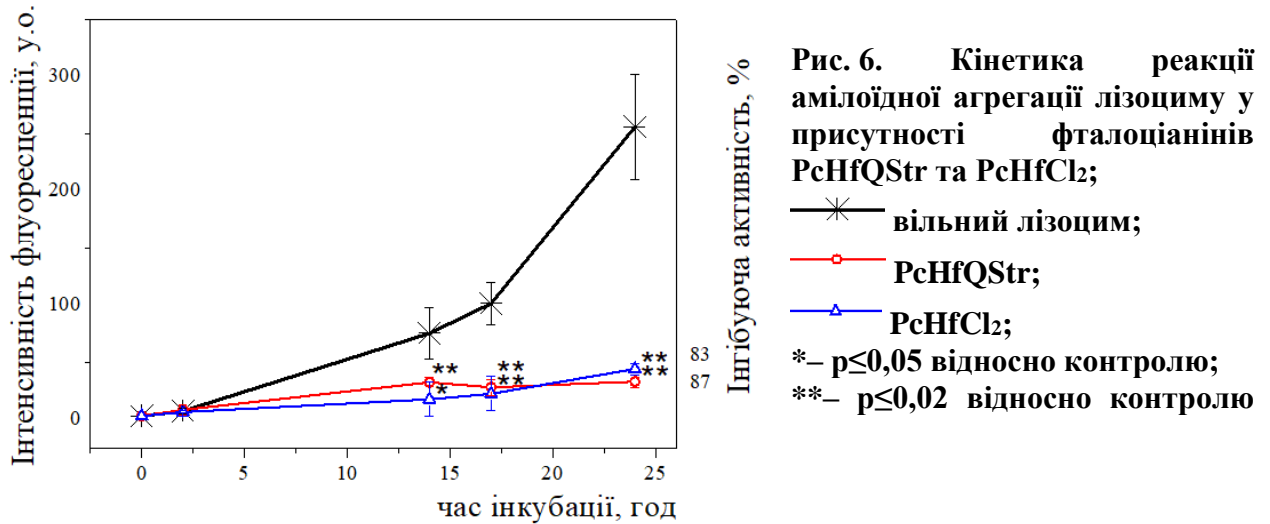 Інтенсивність флуоресценції, у.о.
300
200
100
0
0
5
10
15
20
25
час інкубації, год
**
*
**
**
**
**
83
87
Інгібуюча активність, %
Рис. 6. Кінетика реакції
амілоїдної агрегації лізоциму у
присутності фталоціанінів
PcHfQStr та PcHfCl₂;
вільний лізоцим;
PcHfQStr;
PcHfCl₂;
*– p≤0,05 відносно контролю;
**– p≤0,02 відносно контролю